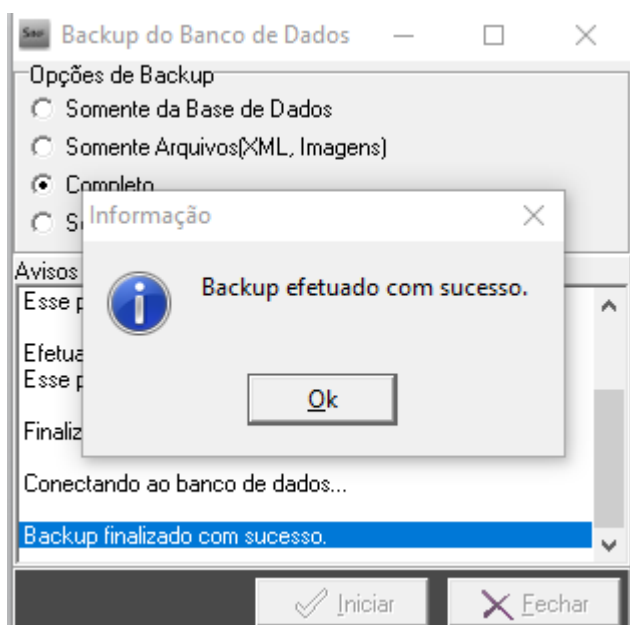 Backup do Banco de Dados
Opções de Backup
Somente da Base de Dados
Somente Arquivos(XML, Imagens)
Completo
Informação
Backup efetuado com sucesso.
Ok
Avisos
Esse
Conectando ao banco de dados...
Backup finalizado com sucesso.
Iniciar
Fechar